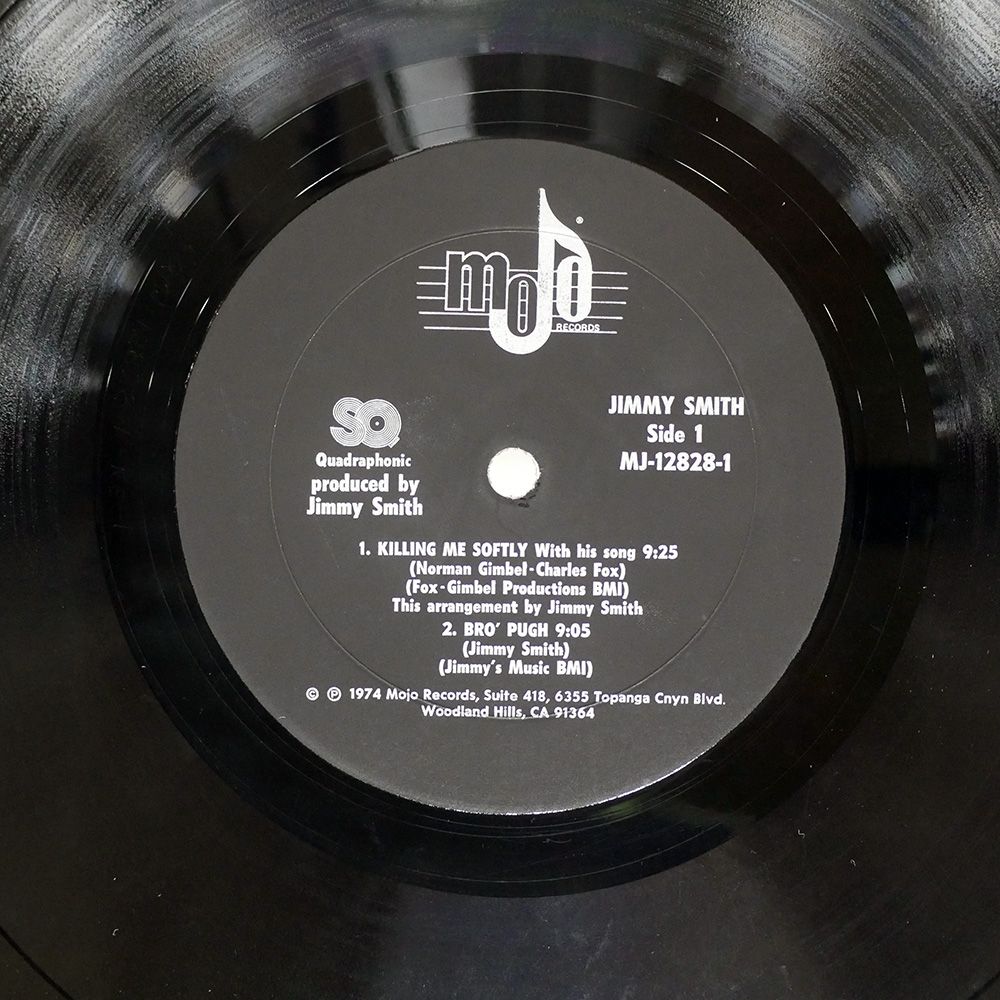 mojo ®
RECORDS
SQ
Quadraphonic
produced by
Jimmy Smith
JIMMY SMITH
Side 1
MJ-12828-1
1. KILLING ME SOFTLY With his song 9:25
(Norman Gimbel-Charles Fox)
(Fox-Gimbel Productions BMI)
This arrangement by Jimmy Smith
2. BRO' PUGH 9:05
(Jimmy Smith)
(Jimmy's Music BMI)
© ℗ 1974 Mojo Records, Suite 418, 6355 Topanga Cnyn Blvd.
Woodland Hills, CA 91364